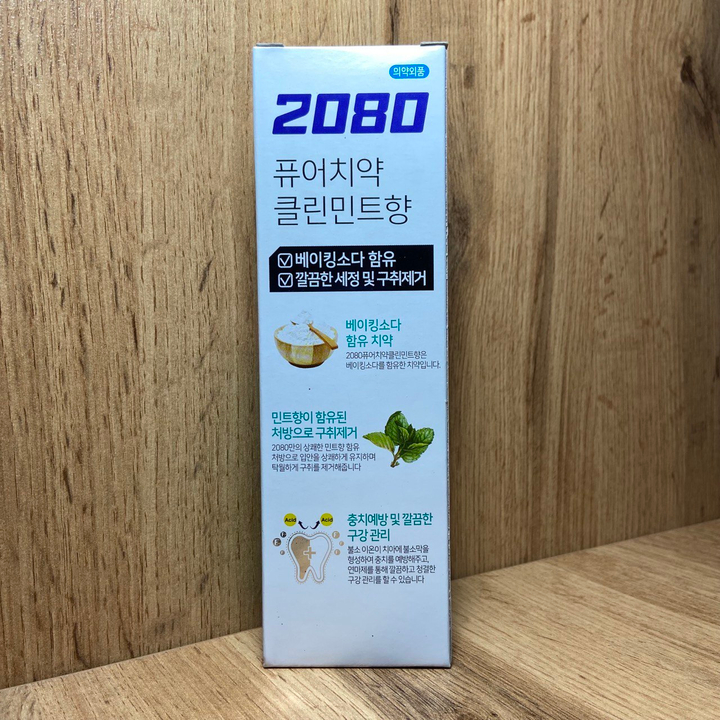 의약외품
2080
퓨어치약
클린민트향
베이킹소다 함유
깔끔한 세정 및 구취제거
베이킹소다
함유 치약
2080퓨어치약클린민트향은
베이킹소다를 함유한 치약입니다.
민트향이 함유된
처방으로 구취제거
2080만의 상쾌한 민트향 함유
처방으로 입안을 상쾌하게 유지하며
탁월하게 구취를 제거해줍니다
Acid Acid
충치예방 및 깔끔한
구강 관리
불소 이온이 치아에 불소막을
형성하여 충치를 예방해주고,
연마제를 통해 깔끔하고 청결한
구강 관리를 할 수 있습니다